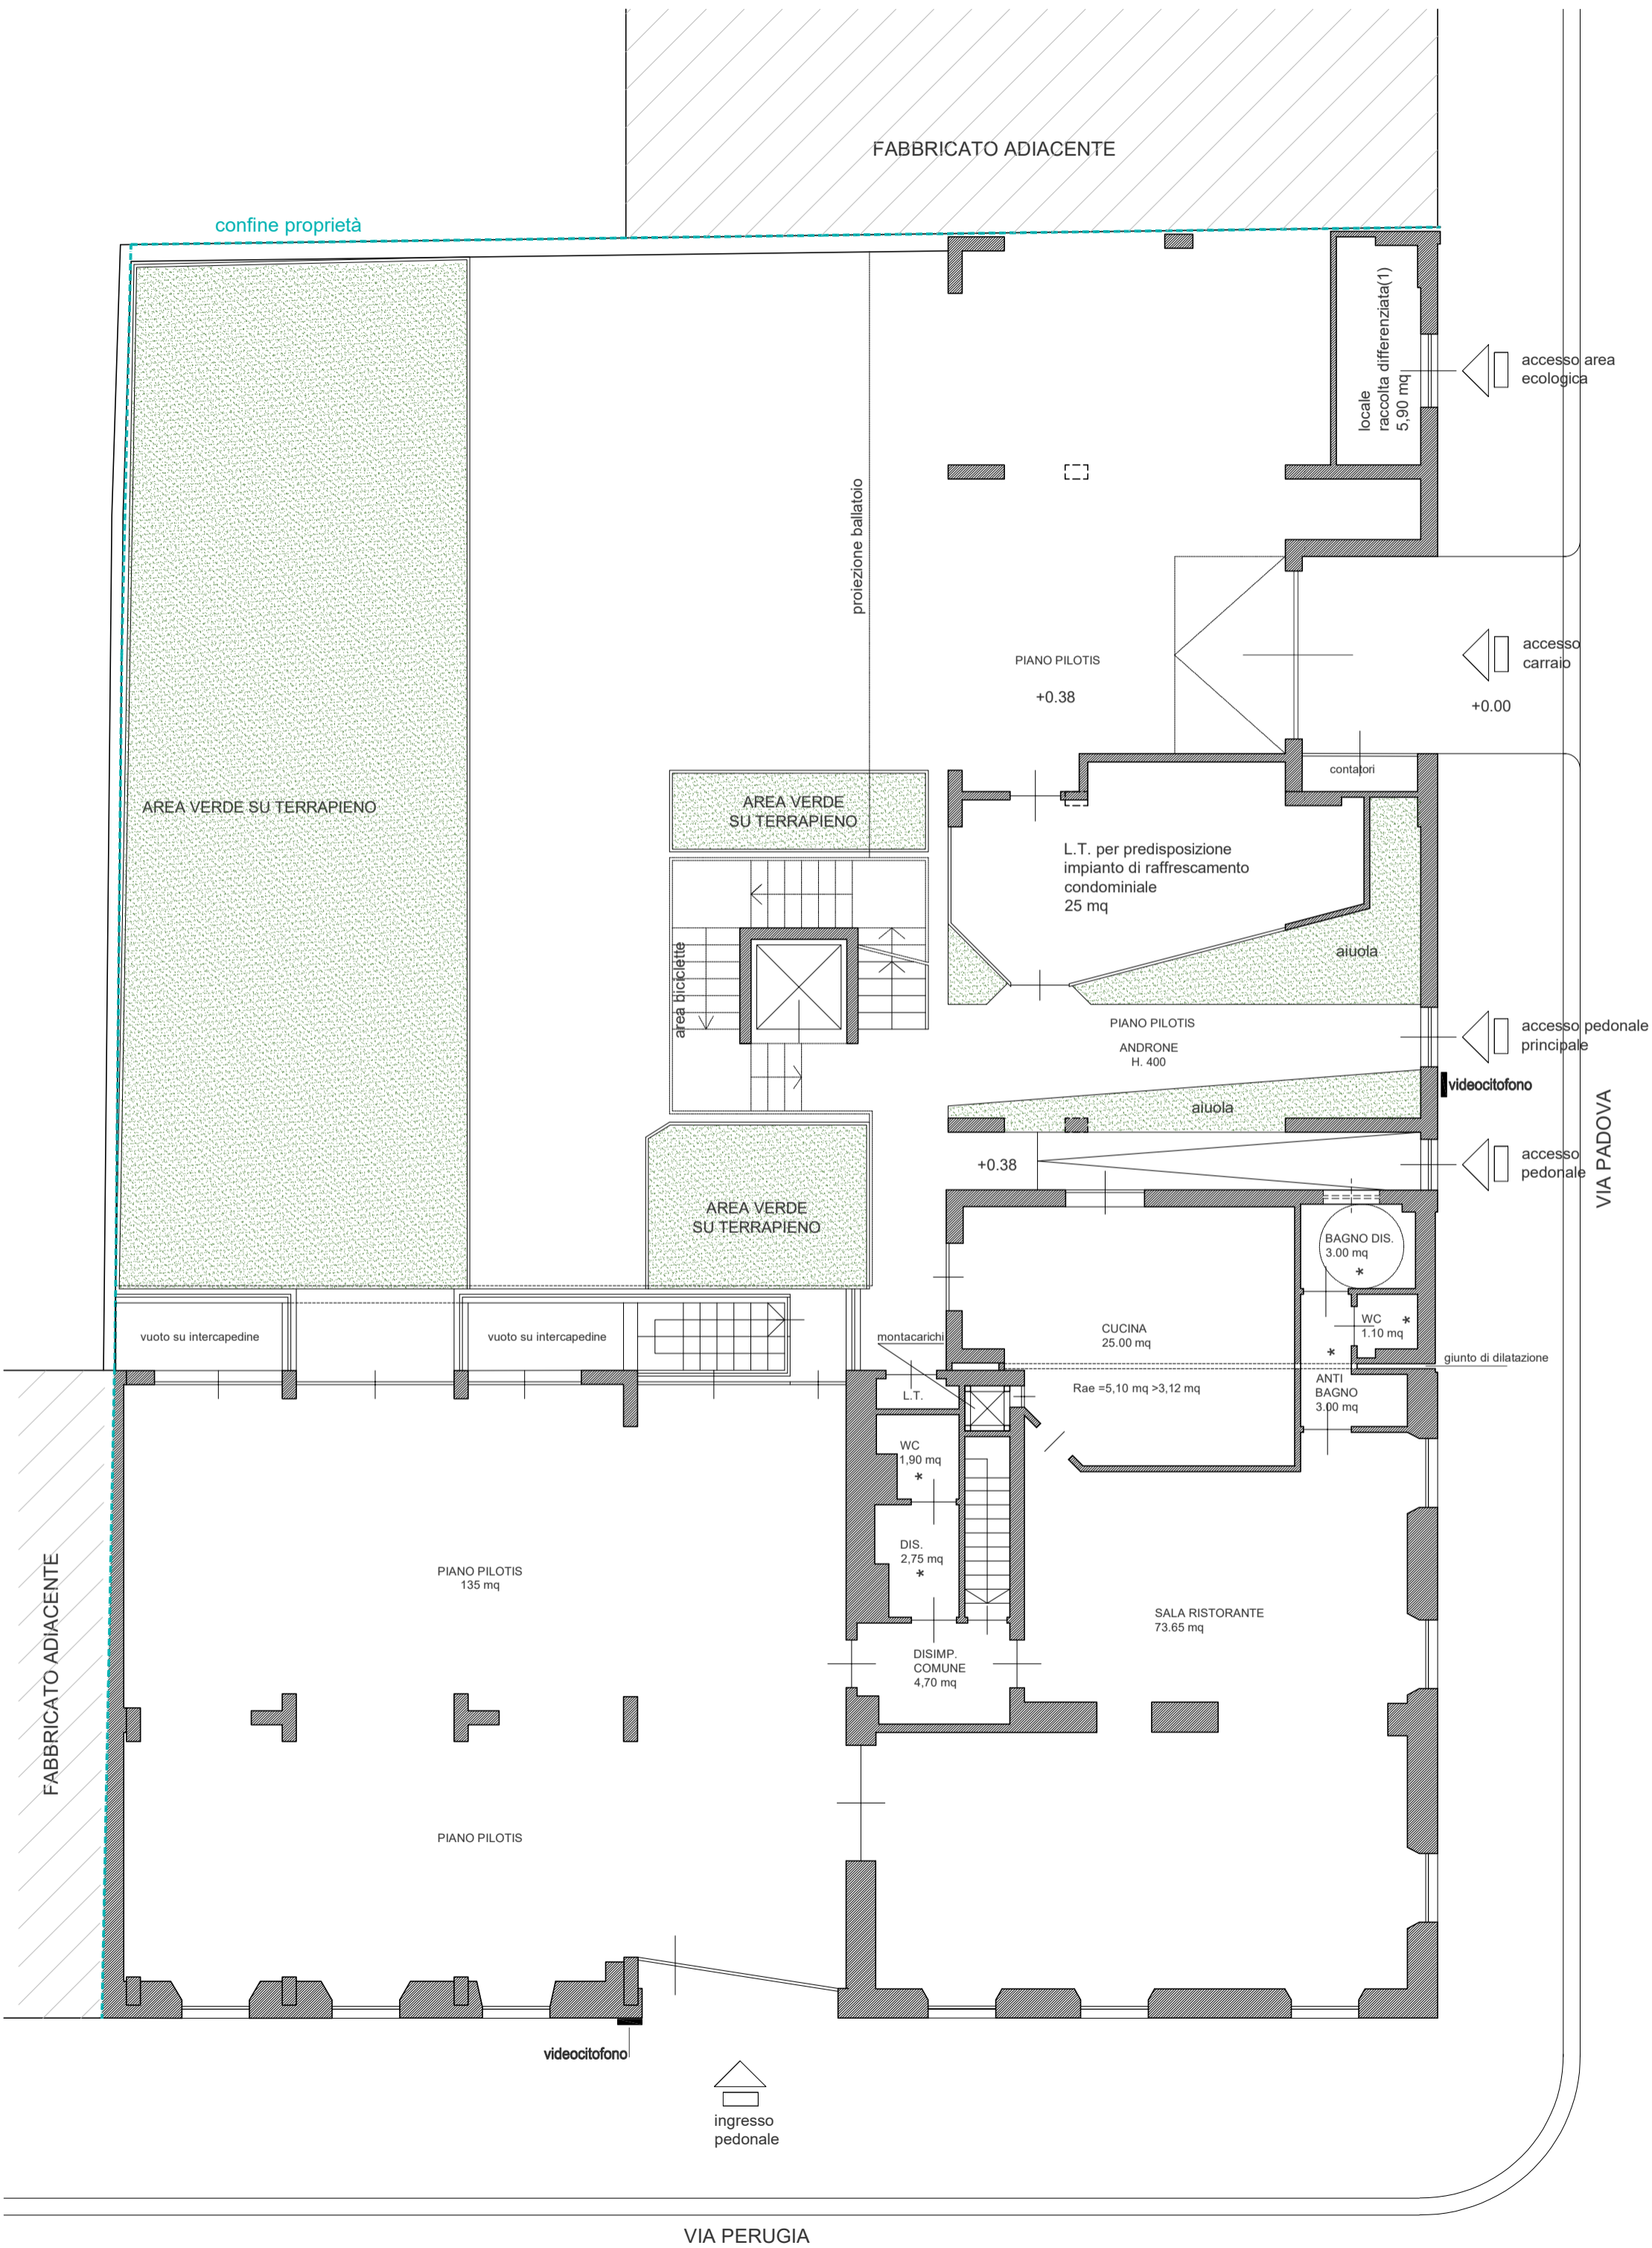 FABBRICATO ADIACENTE
confine proprietà
locale
raccolta differenziata(1)
5,90 mq
accesso area
ecologica
proiezione ballatoio
PIANO PILOTIS
+0.38
accesso
carraio
+0.00
contatori
AREA VERDE SU TERRAPIENO
AREA VERDE
SU TERRAPIENO
L.T. per predisposizione
impianto di raffrescamento
condominiale
25 mq
area biciclette
aiuola
PIANO PILOTIS
ANDRONE
H. 400
accesso pedonale
principale
videocitofono
aiuola
VIA PADOVA
+0.38
accesso
pedonale
AREA VERDE
SU TERRAPIENO
BAGNO DIS.
3.00 mq
*
vuoto su intercapedine
vuoto su intercapedine
montacarichi
CUCINA
25.00 mq
WC
1.10 mq
*
*
giunto di dilatazione
Rae =5,10 mq >3,12 mq
ANTI
BAGNO
3.00 mq
L.T.
WC
1,90 mq
*
DIS.
2,75 mq
*
FABBRICATO ADIACENTE
PIANO PILOTIS
135 mq
SALA RISTORANTE
73.65 mq
DISIMP.
COMUNE
4,70 mq
PIANO PILOTIS
videocitofono
ingresso
pedonale
VIA PERUGIA